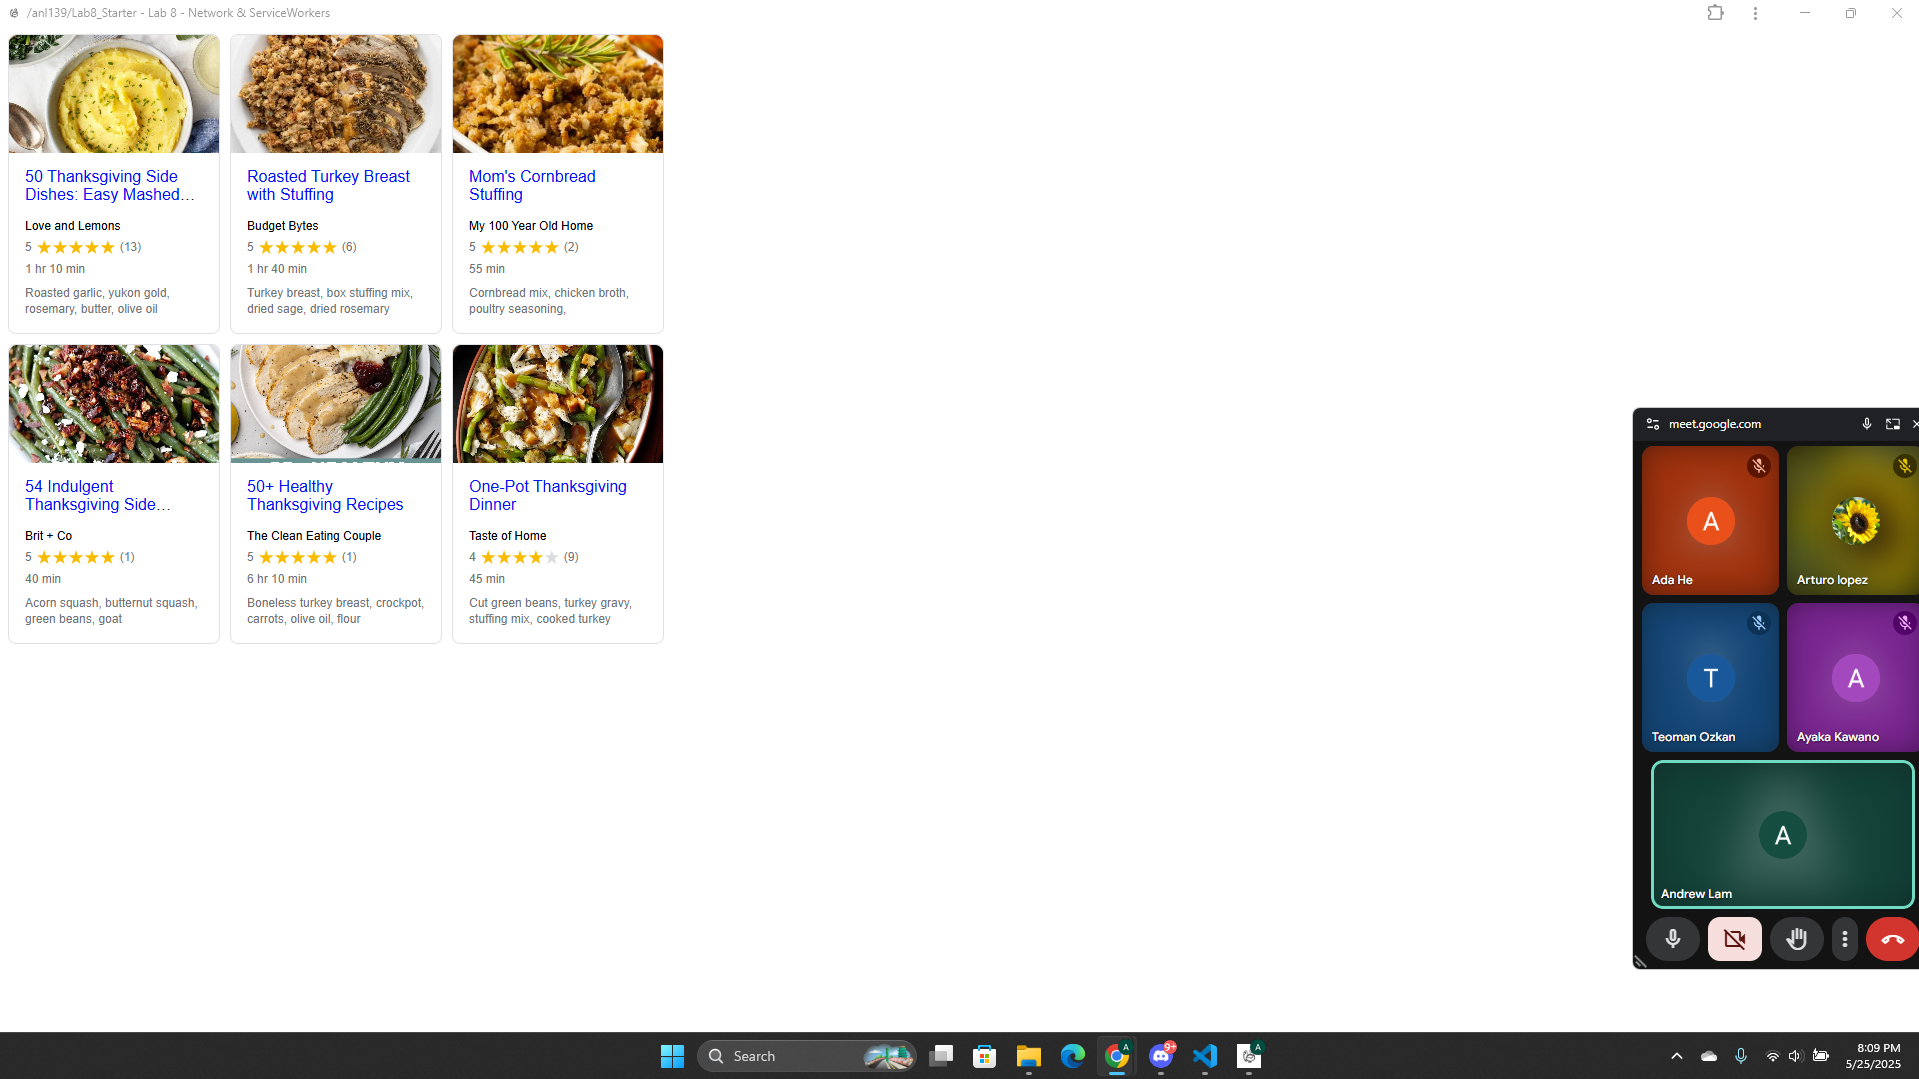 /anl139/Lab8_Starter - Lab 8 - Network & ServiceWorkers
50 Thanksgiving Side
Dishes: Easy Mashed…
Love and Lemons
5 (13)
1 hr 10 min
Roasted garlic, yukon gold,
rosemary, butter, olive oil
Roasted Turkey Breast
with Stuffing
Budget Bytes
5 (6)
1 hr 40 min
Turkey breast, box stuffing mix,
dried sage, dried rosemary
Mom's Cornbread
Stuffing
My 100 Year Old Home
5 (2)
55 min
Cornbread mix, chicken broth,
poultry seasoning,
54 Indulgent
Thanksgiving Side…
Brit + Co
5 (1)
40 min
Acorn squash, butternut squash,
green beans, goat
50+ Healthy
Thanksgiving Recipes
The Clean Eating Couple
5 (1)
6 hr 10 min
Boneless turkey breast, crockpot,
carrots, olive oil, flour
One-Pot Thanksgiving
Dinner
Taste of Home
4 (9)
45 min
Cut green beans, turkey gravy,
stuffing mix, cooked turkey
meet.google.com
A
Ada He
Arturo lopez
T
Teoman Ozkan
A
Ayaka Kawano
A
Andrew Lam
Search
A
9+
A
8:09 PM
5/25/2025